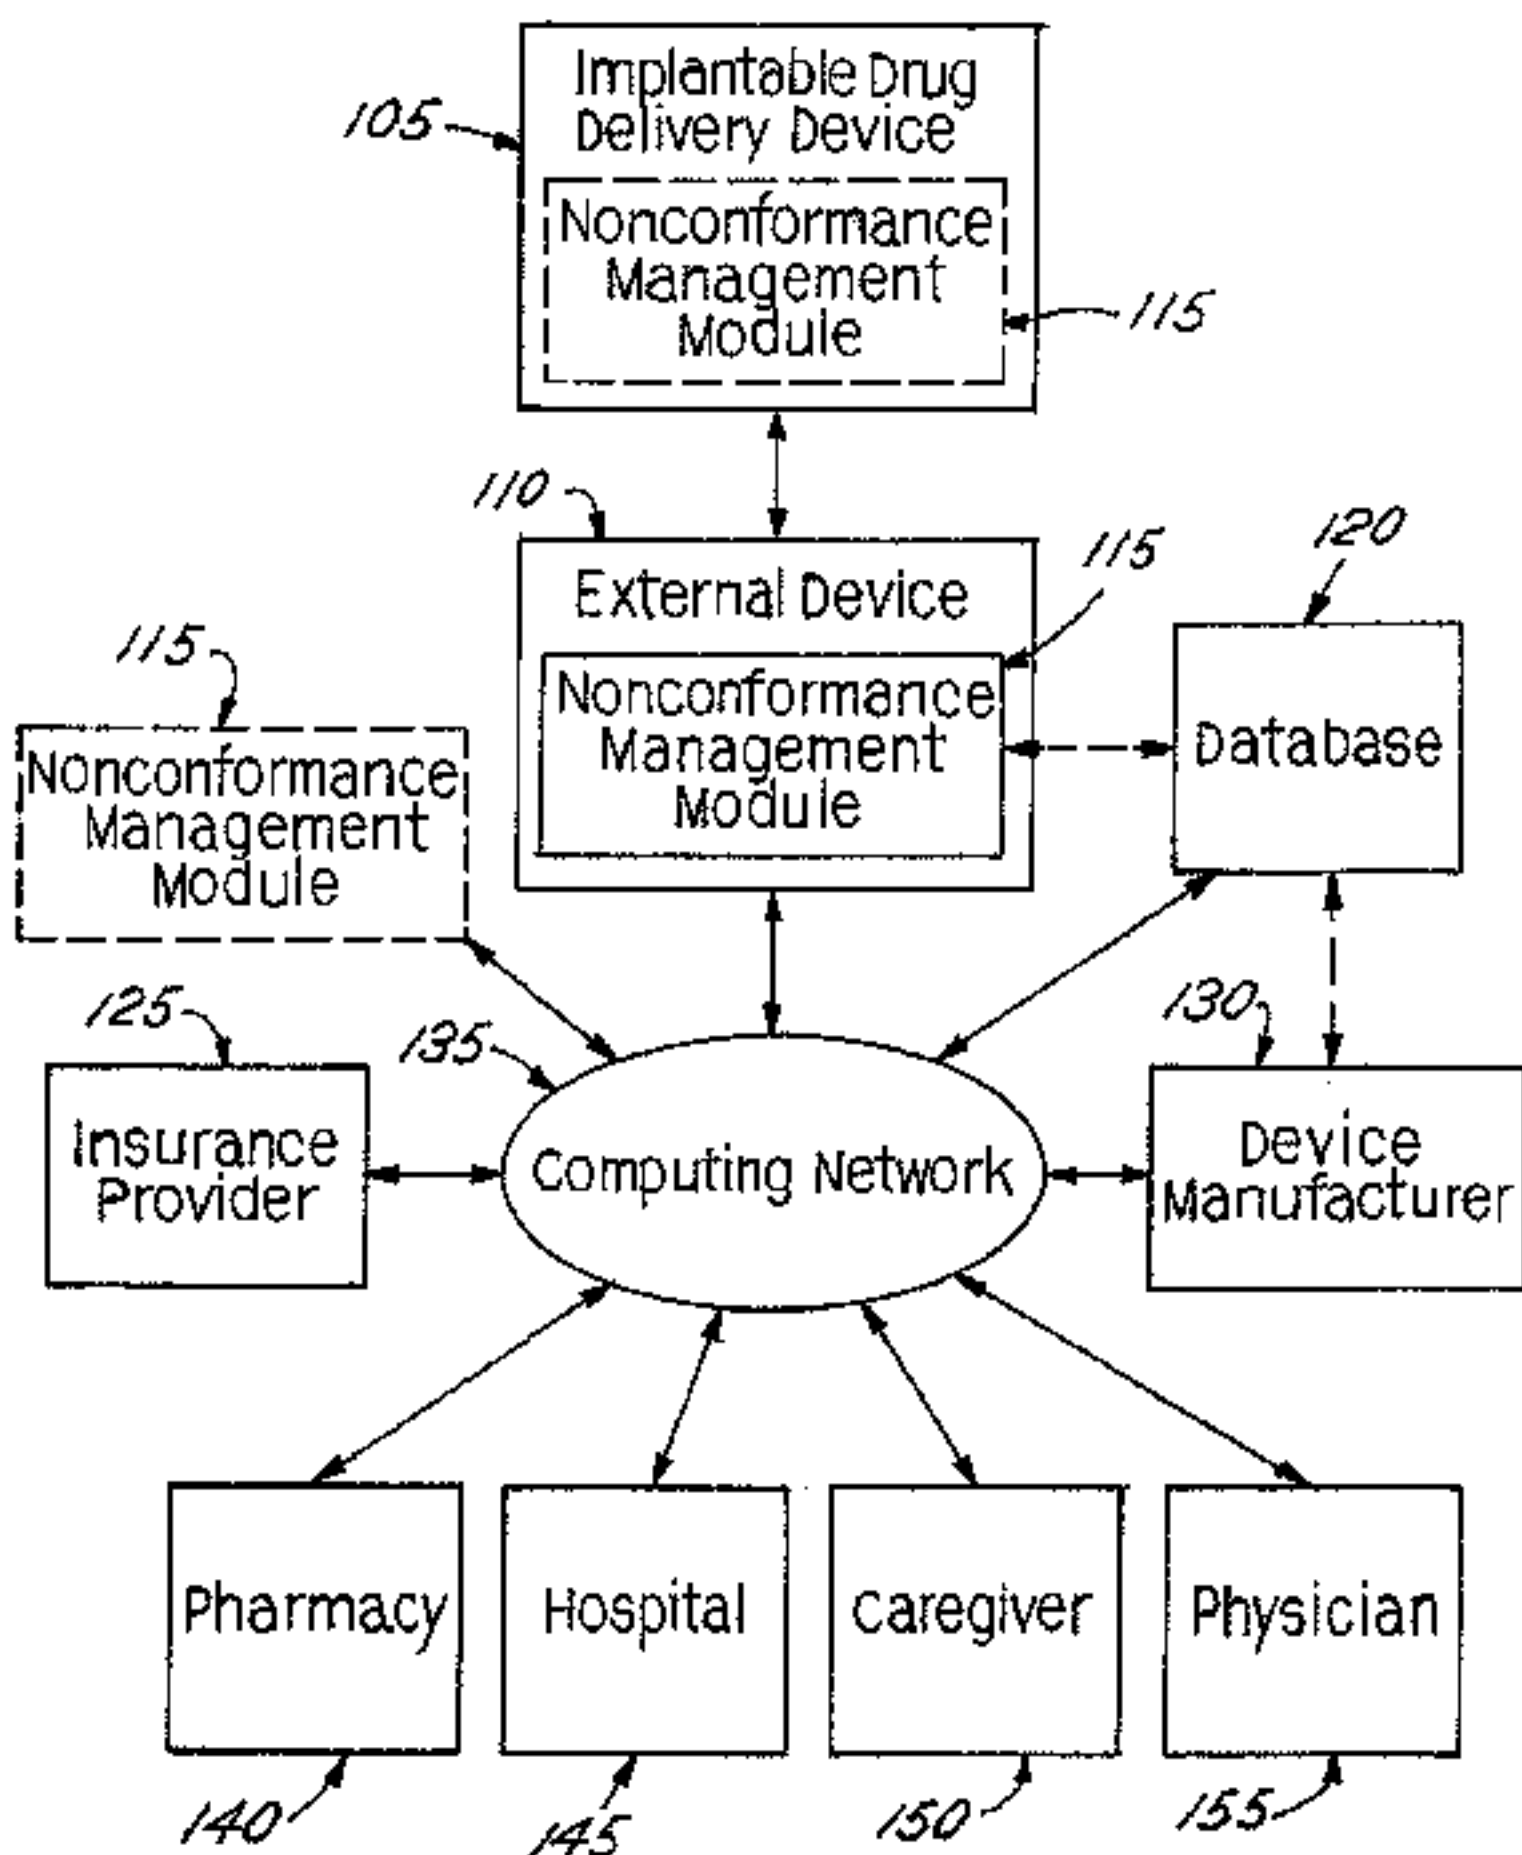 Implantable Drug
Delivery Device
105
Nonconformance
Management
Module
115
110
External Device
115
120
Nonconformance
Management
Module
Database
115
Nonconformance
Management
Module
125
135
130
Insurance
Provider
Computing Network
Device
Manufacturer
Pharmacy
Hospital
Caregiver
Physician
140
145
150
155